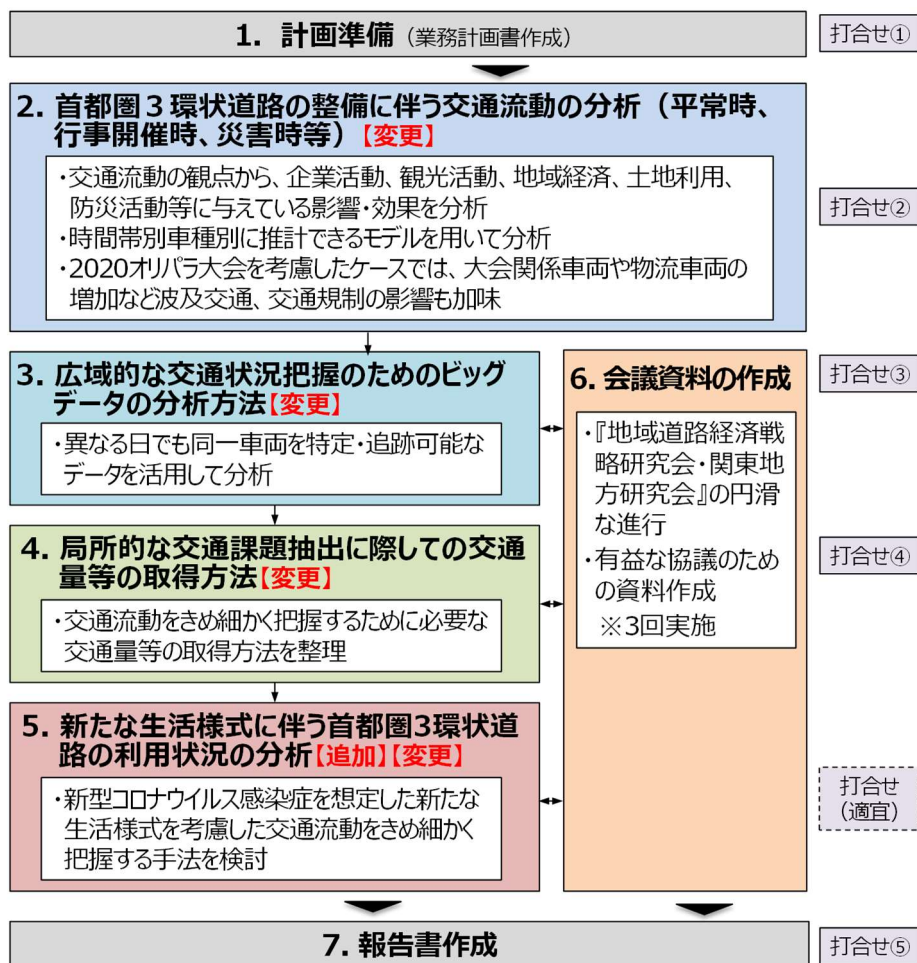 1. 計画準備（業務計画書作成）
打合せ①
2. 首都圏３環状道路の整備に伴う交通流動の分析（平常時、
行事開催時、災害時等）【変更】
・交通流動の観点から、企業活動、観光活動、地域経済、土地利用、
防災活動等に与えている影響・効果を分析
・時間帯別車種別に推計できるモデルを用いて分析
・2020オリパラ大会を考慮したケースでは、大会関係車両や物流車両の
増加など波及交通、交通規制の影響も加味
打合せ②
3. 広域的な交通状況把握のためのビッグ
データの分析方法【変更】
・異なる日でも同一車両を特定・追跡可能な
データを活用して分析
打合せ③
4. 局所的な交通課題抽出に際しての交通
量等の取得方法【変更】
・交通流動をきめ細かく把握するために必要な
交通量等の取得方法を整理
打合せ④
5. 新たな生活様式に伴う首都圏3環状道
路の利用状況の分析【追加】【変更】
・新型コロナウイルス感染症を想定した新たな
生活様式を考慮した交通流動をきめ細かく
把握する手法を検討
6. 会議資料の作成
・『地域道路経済戦
略研究会・関東地
方研究会』の円滑
な進行
・有益な協議のため
の資料作成
※3回実施
打合せ
（適宜）
7. 報告書作成
打合せ⑤